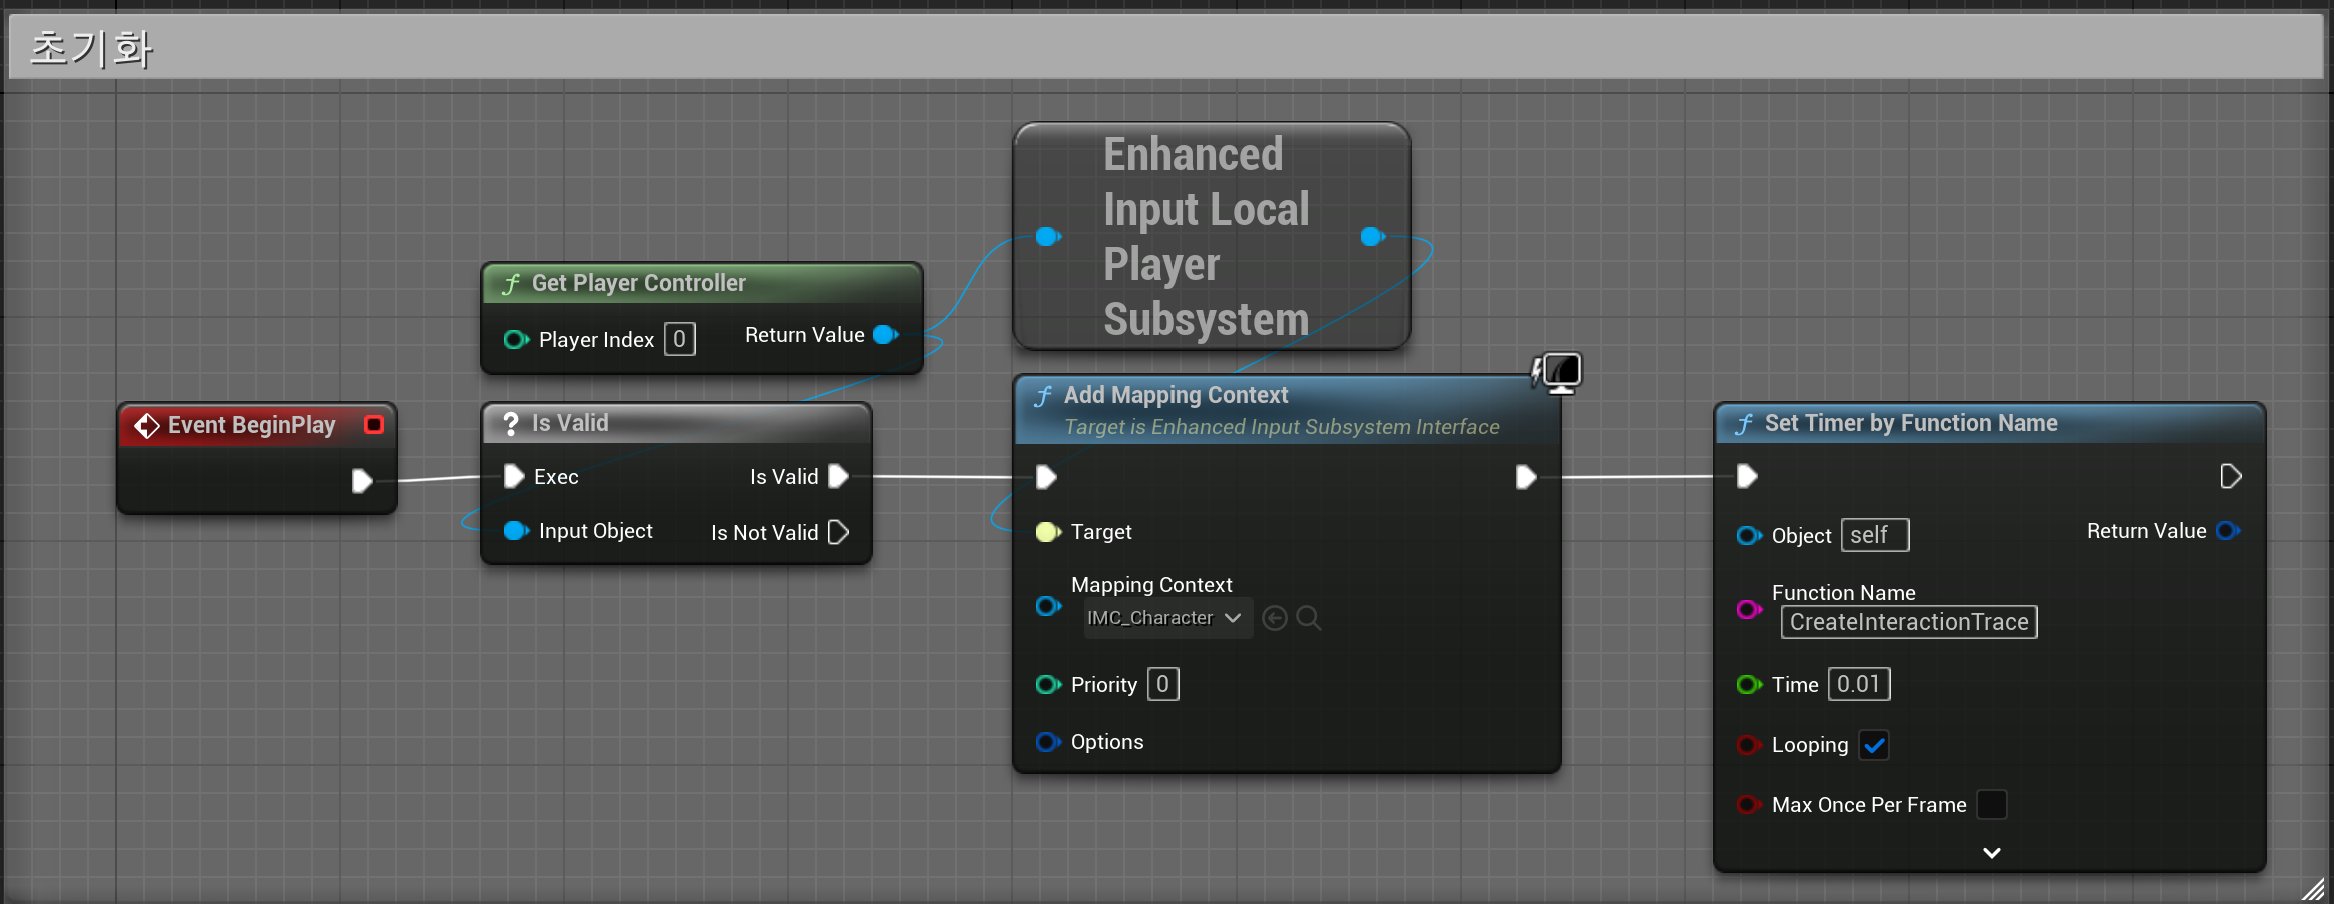 초기화
Enhanced
Input Local
Player
Subsystem
Get Player Controller
Player Index 0
Return Value
Event BeginPlay
Is Valid
Exec
Is Valid
Input Object
Is Not Valid
Add Mapping Context
Target is Enhanced Input Subsystem Interface
Target
Mapping Context
IMC_Character
Priority 0
Options
Set Timer by Function Name
Object self
Return Value
Function Name
CreateInteractionTrace
Time 0.01
Looping
Max Once Per Frame